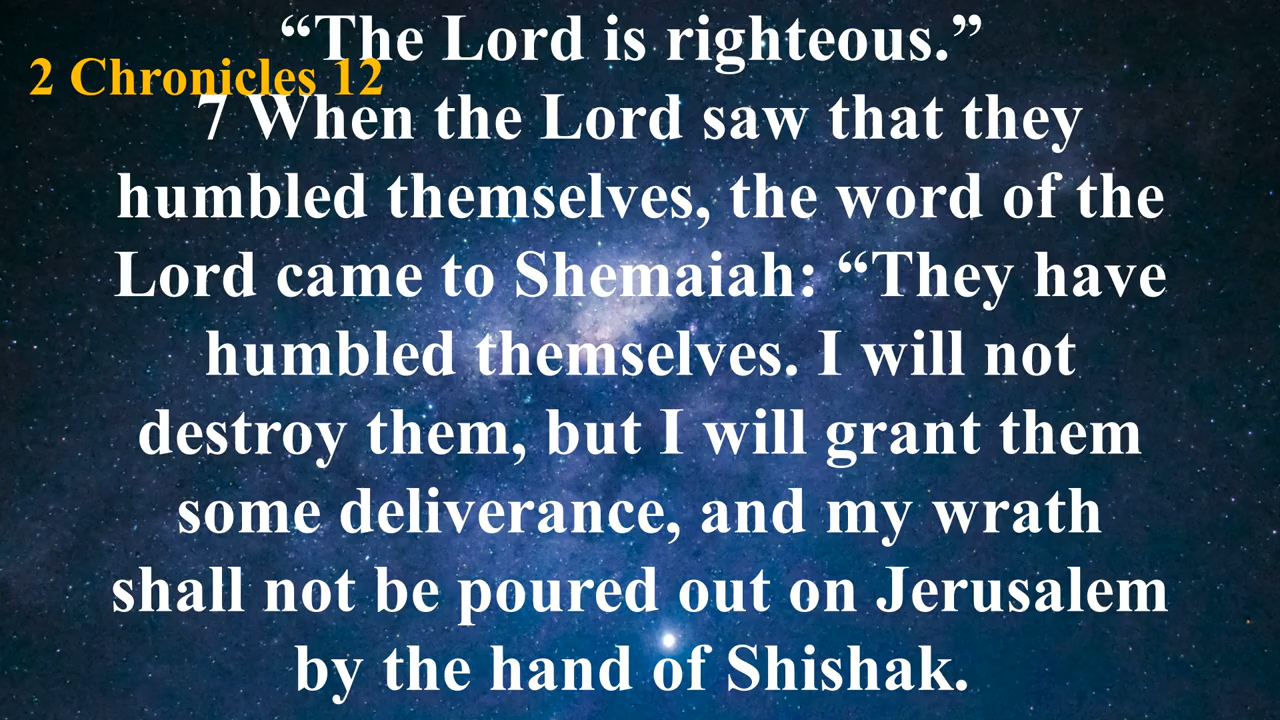 “The Lord is righteous.”
2 Chronicles 12
7 When the Lord saw that they
humbled themselves, the word of the
Lord came to Shemaiah: “They have
humbled themselves. I will not
destroy them, but I will grant them
some deliverance, and my wrath
shall not be poured out on Jerusalem
by the hand of Shishak.